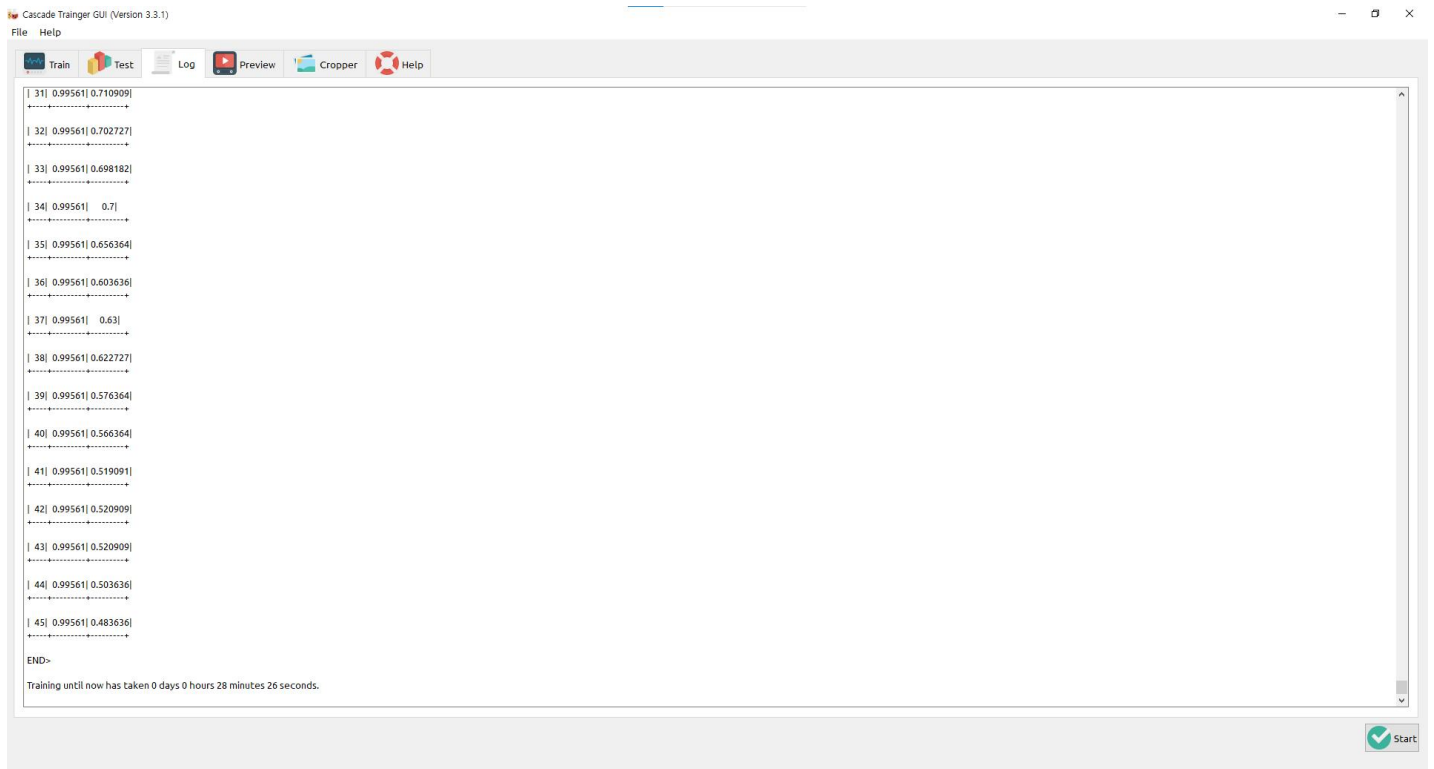 Cascade Trainger GUI (Version 3.3.1)
File Help
Train Test Log Preview Cropper Help
| 31| 0.99561| 0.710909|
+----+---------+---------+
| 32| 0.99561| 0.702727|
+----+---------+---------+
| 33| 0.99561| 0.698182|
+----+---------+---------+
| 34| 0.99561| 0.7|
+----+---------+---------+
| 35| 0.99561| 0.656364|
+----+---------+---------+
| 36| 0.99561| 0.603636|
+----+---------+---------+
| 37| 0.99561| 0.63|
+----+---------+---------+
| 38| 0.99561| 0.622727|
+----+---------+---------+
| 39| 0.99561| 0.576364|
+----+---------+---------+
| 40| 0.99561| 0.566364|
+----+---------+---------+
| 41| 0.99561| 0.519091|
+----+---------+---------+
| 42| 0.99561| 0.520909|
+----+---------+---------+
| 43| 0.99561| 0.520909|
+----+---------+---------+
| 44| 0.99561| 0.503636|
+----+---------+---------+
| 45| 0.99561| 0.483636|
+----+---------+---------+
END>
Training until now has taken 0 days 0 hours 28 minutes 26 seconds.
Start